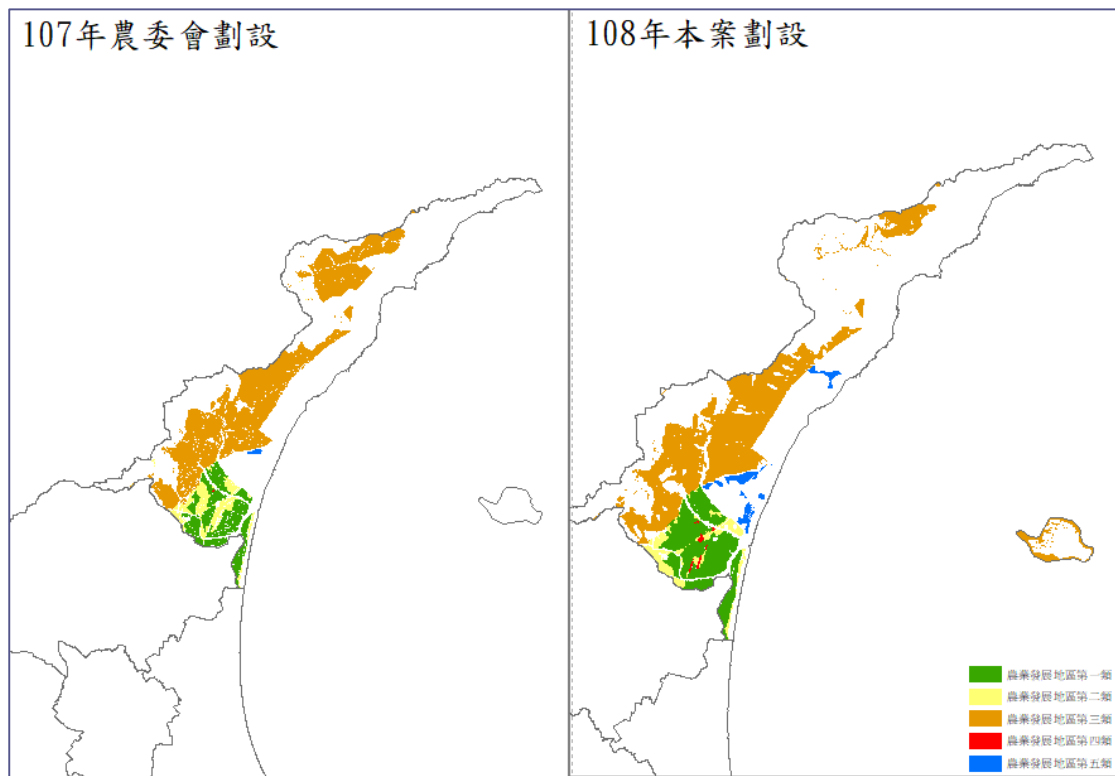 107年農委會劃設
108年本案劃設
農業發展地區第一類
農業發展地區第二類
農業發展地區第三類
農業發展地區第四類
農業發展地區第五類